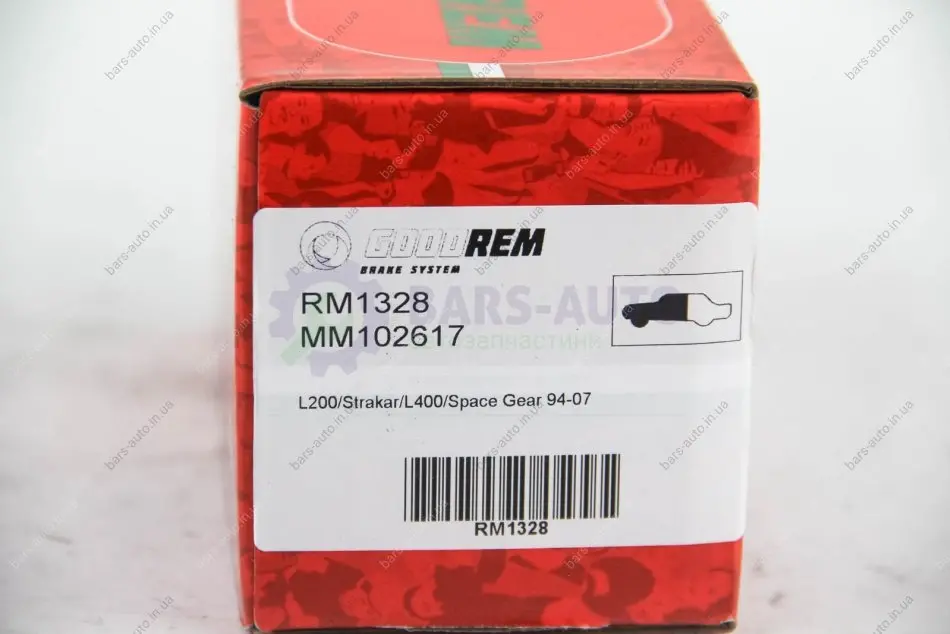 GOODREM
BRAKE SYSTEM
RM1328
MM102617
BARS-AUTO
автозапчастини
L200/Strakar/L400/Space Gear 94-07
RM1328
bars-auto.in.ua